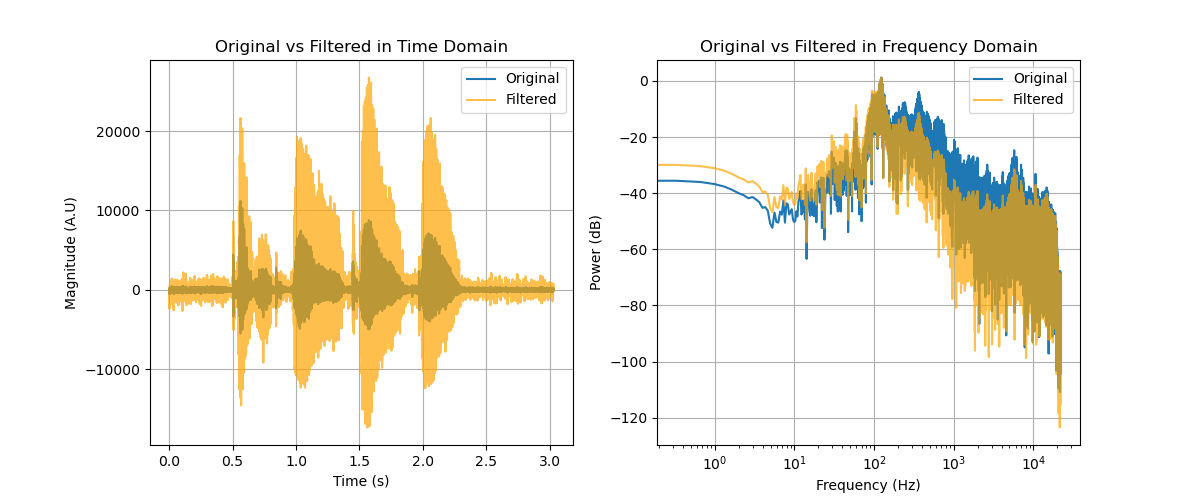 Original vs Filtered in Time Domain
Original
Filtered
20000
10000
0
−10000
Magnitude (A.U)
0.0 0.5 1.0 1.5 2.0 2.5 3.0
Time (s)
Original vs Filtered in Frequency Domain
Original
Filtered
0
−20
−40
−60
−80
−100
−120
Power (dB)
10⁰ 10¹ 10² 10³ 10⁴
Frequency (Hz)